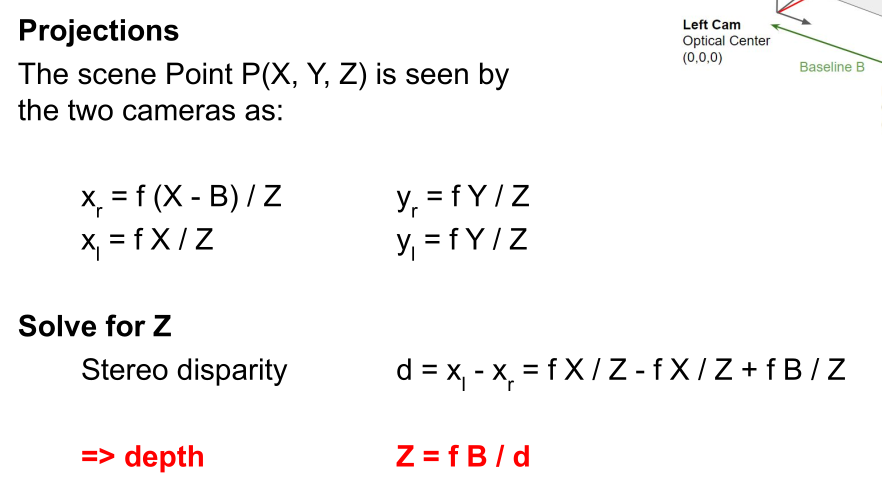 Projections
The scene Point P(X, Y, Z) is seen by
the two cameras as:
Left Cam
Optical Center
(0,0,0)
Baseline B
x_r = f (X - B) / Z y_r = f Y / Z
x_l = f X / Z y_l = f Y / Z
Solve for Z
Stereo disparity d = x_l - x_r = f X / Z - f X / Z + f B / Z
=> depth Z = f B / d